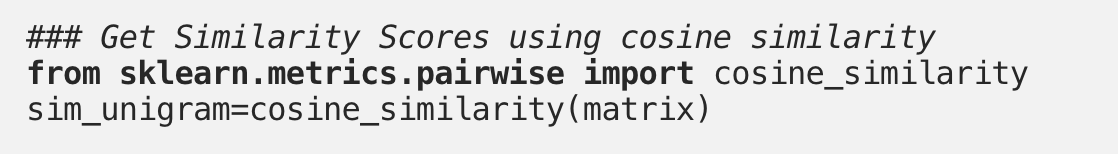 ### Get Similarity Scores using cosine similarity
from sklearn.metrics.pairwise import cosine_similarity
sim_unigram=cosine_similarity(matrix)